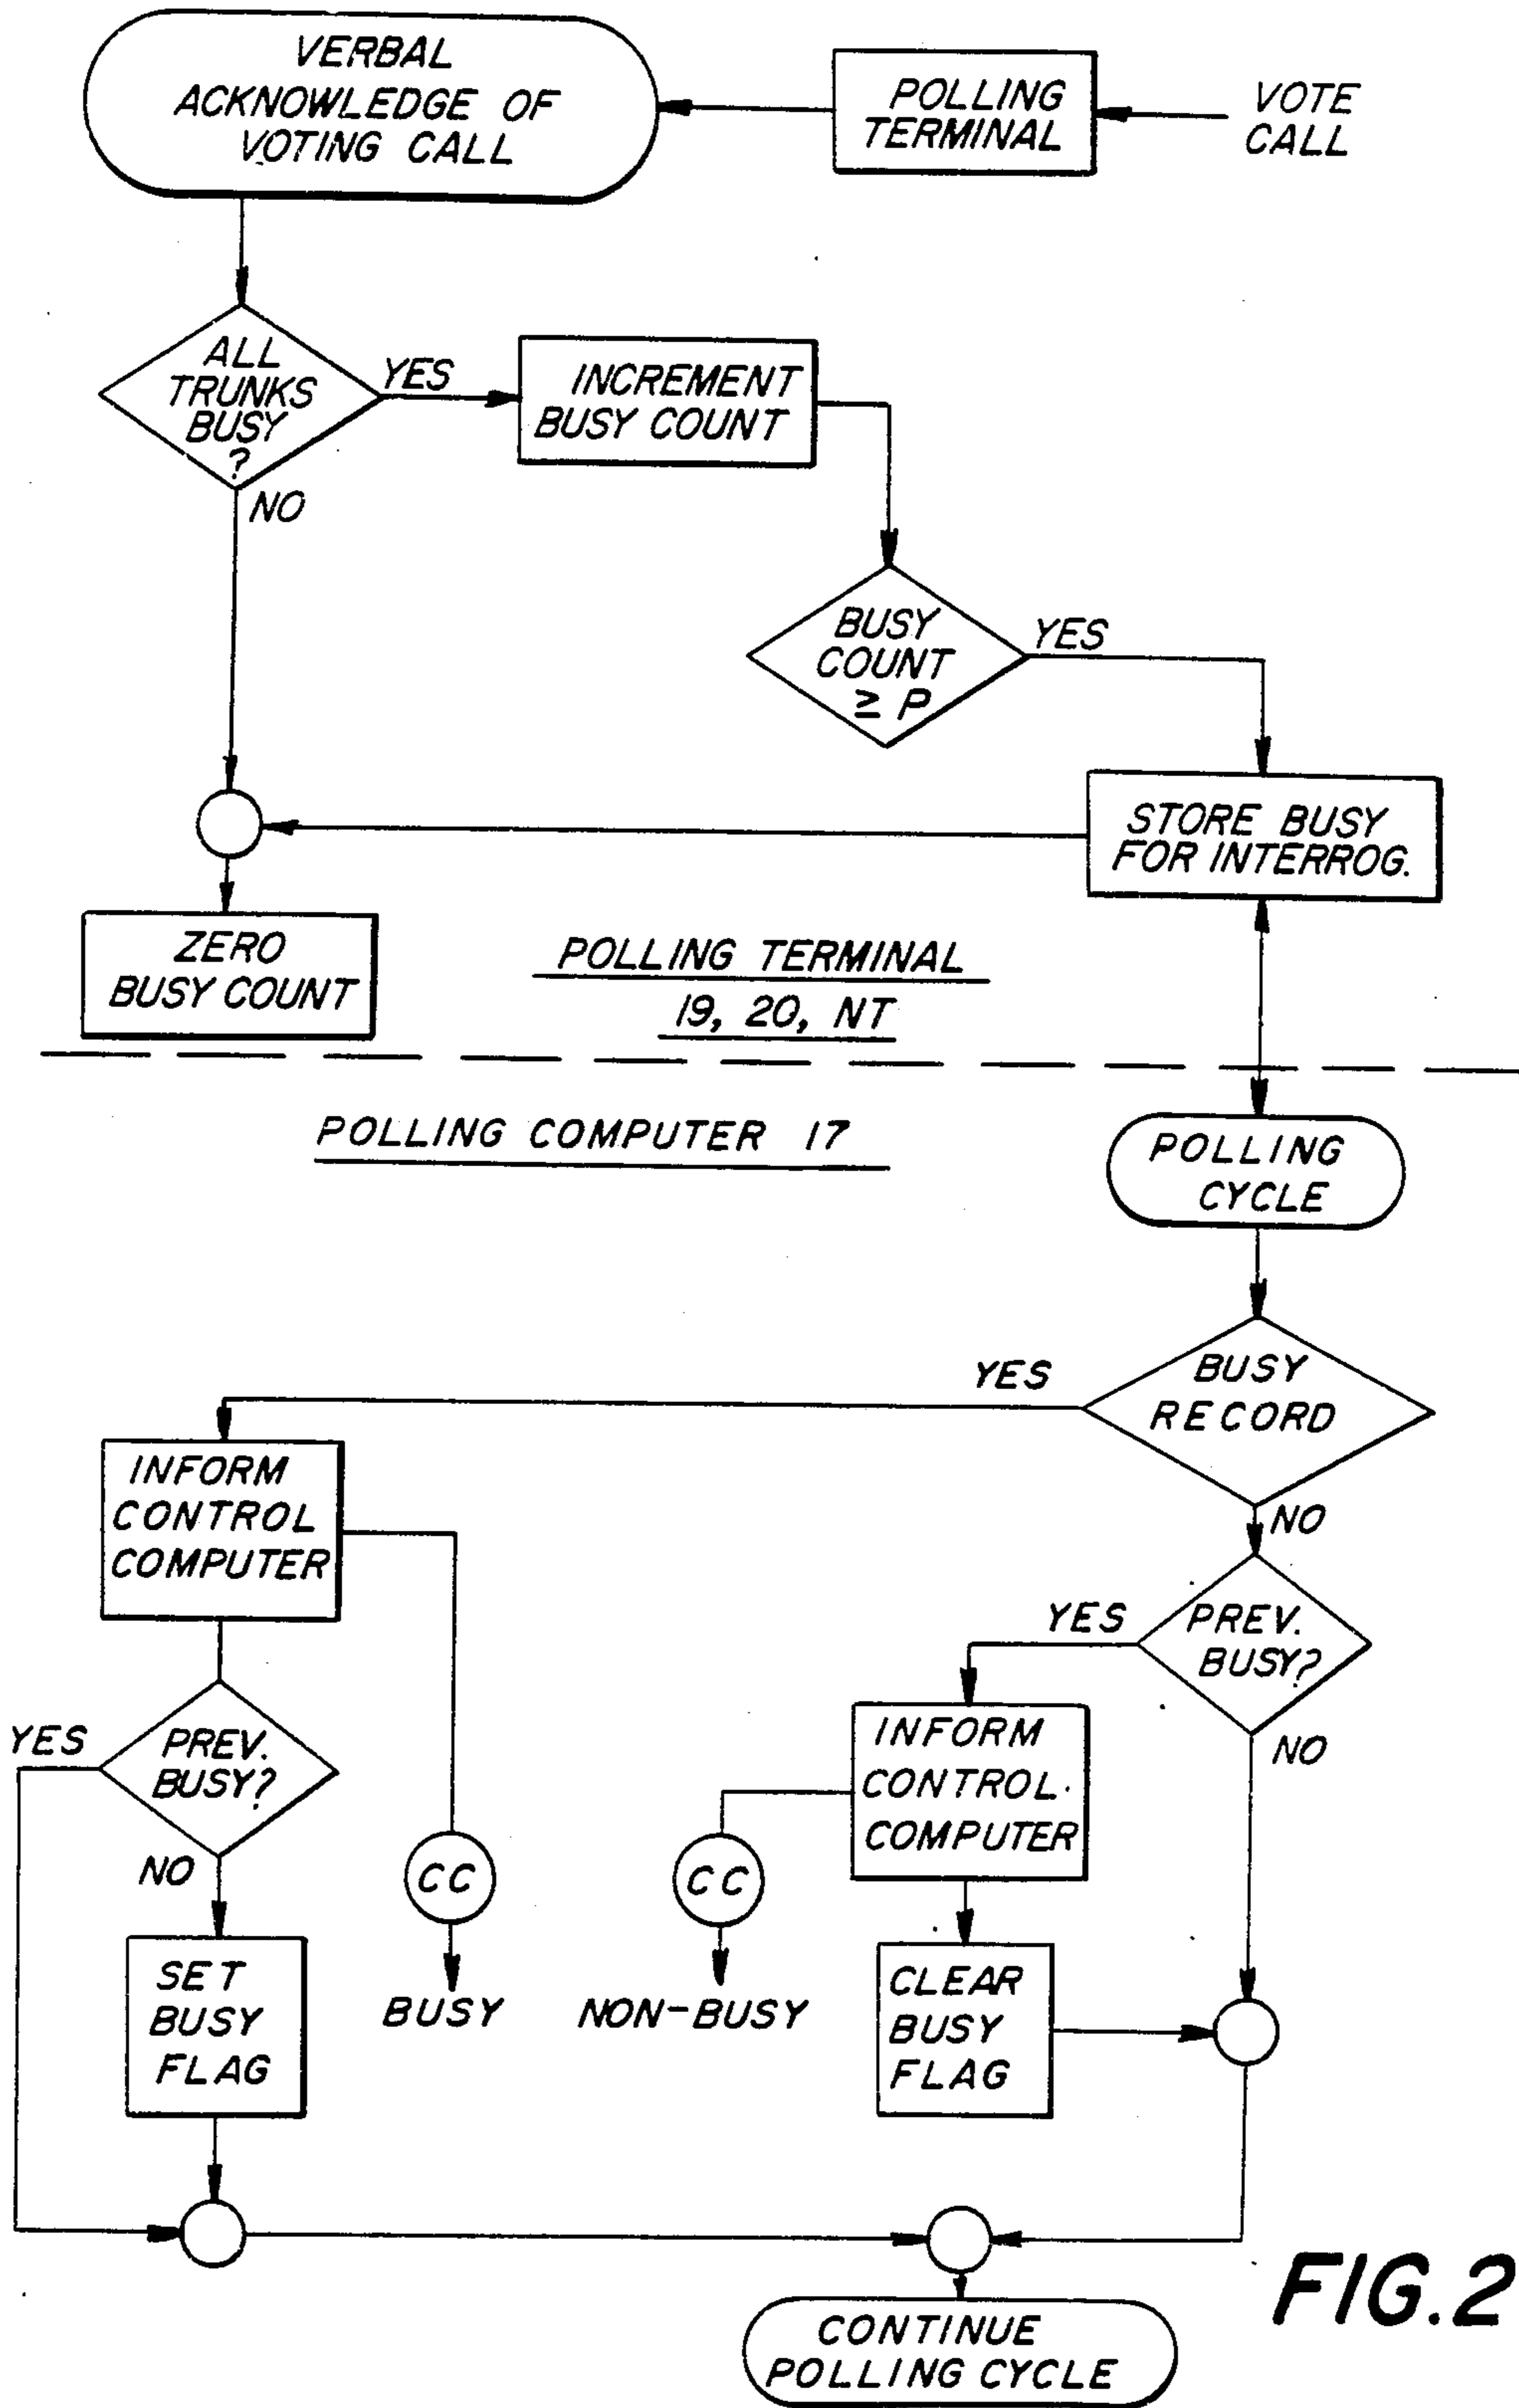 VERBAL
ACKNOWLEDGE OF
VOTING CALL
POLLING
TERMINAL
VOTE
CALL
ALL
TRUNKS
BUSY
?
YES
NO
INCREMENT
BUSY COUNT
BUSY
COUNT
≥ P
YES
STORE BUSY
FOR INTERROG.
ZERO
BUSY COUNT
POLLING TERMINAL
19, 20, NT
POLLING COMPUTER 17
POLLING
CYCLE
BUSY
RECORD
YES
NO
INFORM
CONTROL
COMPUTER
PREV.
BUSY?
YES
NO
INFORM
CONTROL
COMPUTER
PREV.
BUSY?
YES
NO
CC
BUSY
CC
NON-BUSY
SET
BUSY
FLAG
CLEAR
BUSY
FLAG
CONTINUE
POLLING CYCLE
FIG.2